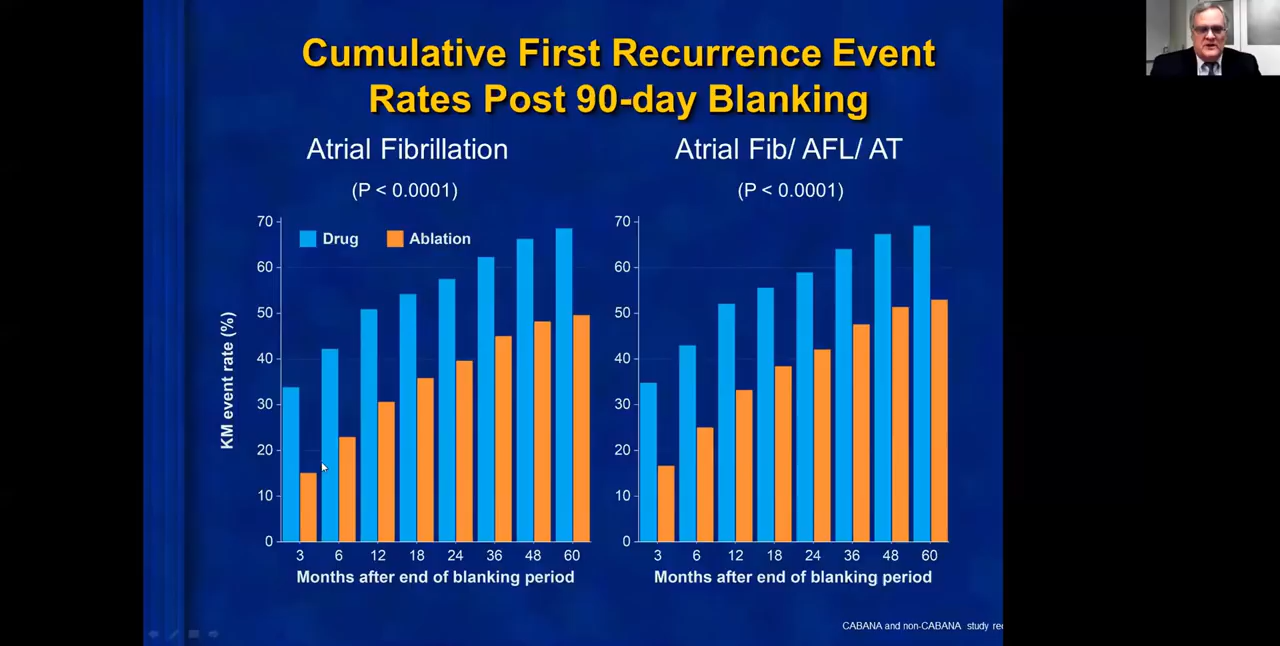 Cumulative First Recurrence Event
Rates Post 90-day Blanking
Atrial Fibrillation
(P < 0.0001)
Drug
Ablation
KM event rate (%)
70
60
50
40
30
20
10
0
3 6 12 18 24 36 48 60
Months after end of blanking period
Atrial Fib/ AFL/ AT
(P < 0.0001)
70
60
50
40
30
20
10
0
3 6 12 18 24 36 48 60
Months after end of blanking period
CABANA and non-CABANA study